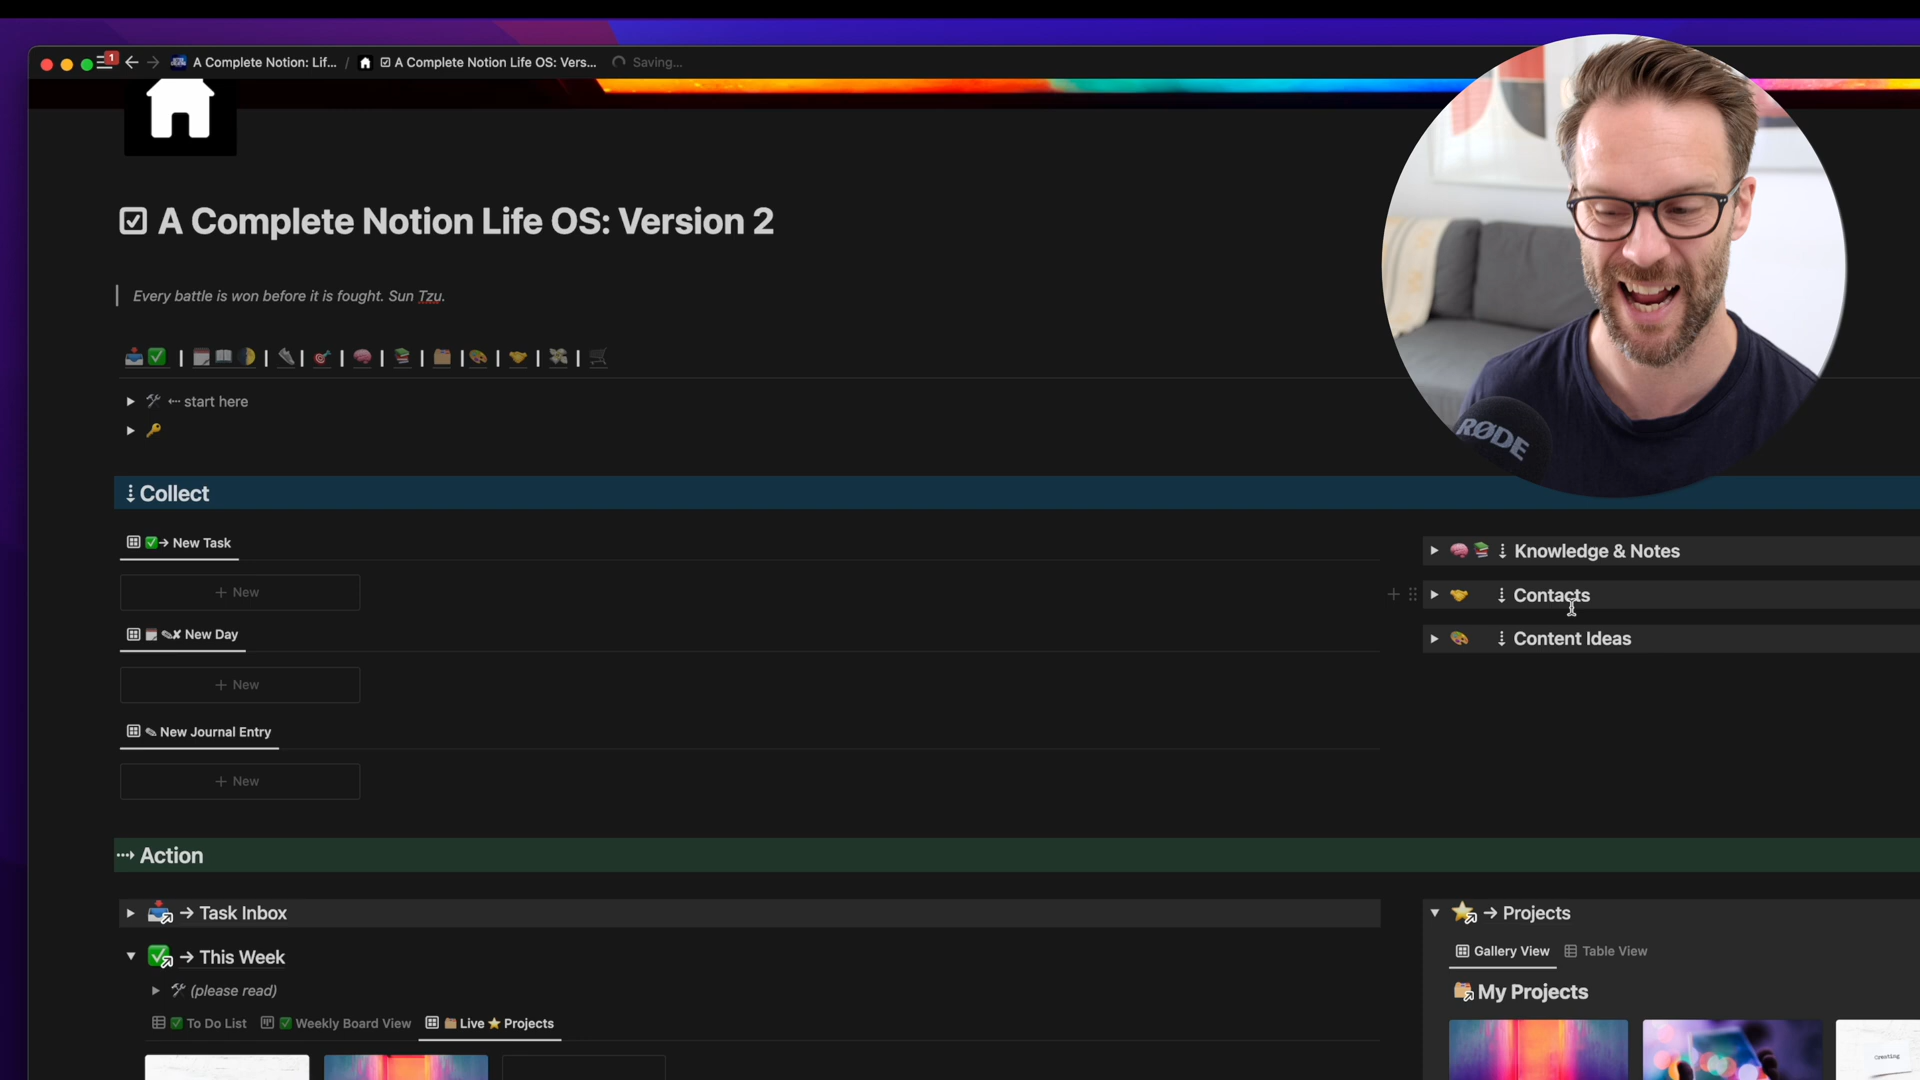 1
A Complete Notion: Lif... / ☑ A Complete Notion Life OS: Vers... Saving...
☑ A Complete Notion Life OS: Version 2
Every battle is won before it is fought. Sun Tzu.
← start here
RØDE
Collect
→ New Task
Knowledge & Notes
+ New
Contacts
New Day
Content Ideas
+ New
New Journal Entry
+ New
Action
→ Task Inbox
→ Projects
→ This Week
Gallery View Table View
(please read)
My Projects
To Do List Weekly Board View Live ⭐ Projects
Creating